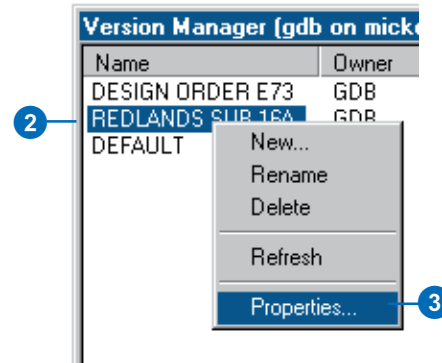 Version Manager (gdb on micke
Name Owner
DESIGN ORDER E73 GDB
2 REDLANDS SUB 16A GDB
DEFAULT
New...
Rename
Delete
Refresh
Properties... 3